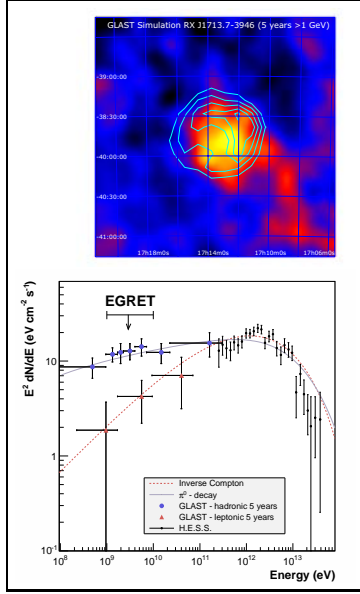 GLAST Simulation RX J1713.7-3946 (5 years >1 GeV)
-39:00:00
-38:30:00
-40:00:00
-40:30:00
-41:00:00
17h18m0s
17h14m0s
17h10m0s
17h06m0s
E² dN/dE (eV cm⁻² s⁻¹)
EGRET
10
1
10⁻¹
Inverse Compton
π⁰ - decay
GLAST - hadronic 5 years
GLAST - leptonic 5 years
H.E.S.S.
10⁸
10⁹
10¹⁰
10¹¹
10¹²
10¹³
Energy (eV)